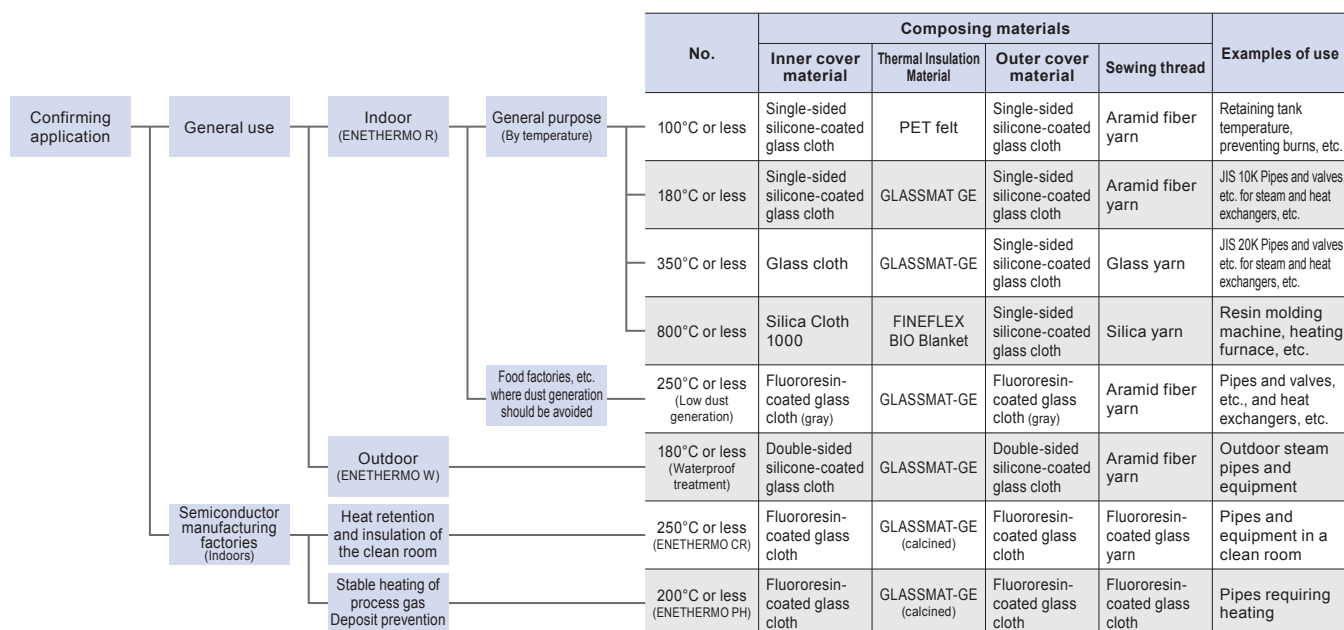 No.
Composing materials
Inner cover
material
Thermal Insulation
Material
Outer cover
material
Sewing thread
Examples of use
Confirming
application
General use
Indoor
(ENETHERMO R)
General purpose
(By temperature)
100°C or less
Single-sided
silicone-coated
glass cloth
PET felt
Single-sided
silicone-coated
glass cloth
Aramid fiber
yarn
Retaining tank
temperature,
preventing burns, etc.
180°C or less
Single-sided
silicone-coated
glass cloth
GLASSMAT GE
Single-sided
silicone-coated
glass cloth
Aramid fiber
yarn
JIS 10K Pipes and valves
etc. for steam and heat
exchangers, etc.
350°C or less
Glass cloth
GLASSMAT-GE
Single-sided
silicone-coated
glass cloth
Glass yarn
JIS 20K Pipes and valves
etc. for steam and heat
exchangers, etc.
800°C or less
Silica Cloth
1000
FINEFLEX
BIO Blanket
Single-sided
silicone-coated
glass cloth
Silica yarn
Resin molding
machine, heating
furnace, etc.
Food factories, etc.
where dust generation
should be avoided
250°C or less
(Low dust
generation)
Fluororesin-
coated glass
cloth (gray)
GLASSMAT-GE
Fluororesin-
coated glass
cloth (gray)
Aramid fiber
yarn
Pipes and valves,
etc., and heat
exchangers, etc.
Outdoor
(ENETHERMO W)
180°C or less
(Waterproof
treatment)
Double-sided
silicone-coated
glass cloth
GLASSMAT-GE
Double-sided
silicone-coated
glass cloth
Aramid fiber
yarn
Outdoor steam
pipes and
equipment
Semiconductor
manufacturing
factories
(Indoors)
Heat retention
and insulation of
the clean room
250°C or less
(ENETHERMO CR)
Fluororesin-
coated glass
cloth
GLASSMAT-GE
(calcined)
Fluororesin-
coated glass
cloth
Fluororesin-
coated glass
yarn
Pipes and
equipment in a
clean room
Stable heating of
process gas
Deposit prevention
200°C or less
(ENETHERMO PH)
Fluororesin-
coated glass
cloth
GLASSMAT-GE
(calcined)
Fluororesin-
coated glass
cloth
Fluororesin-
coated glass
cloth
Pipes requiring
heating